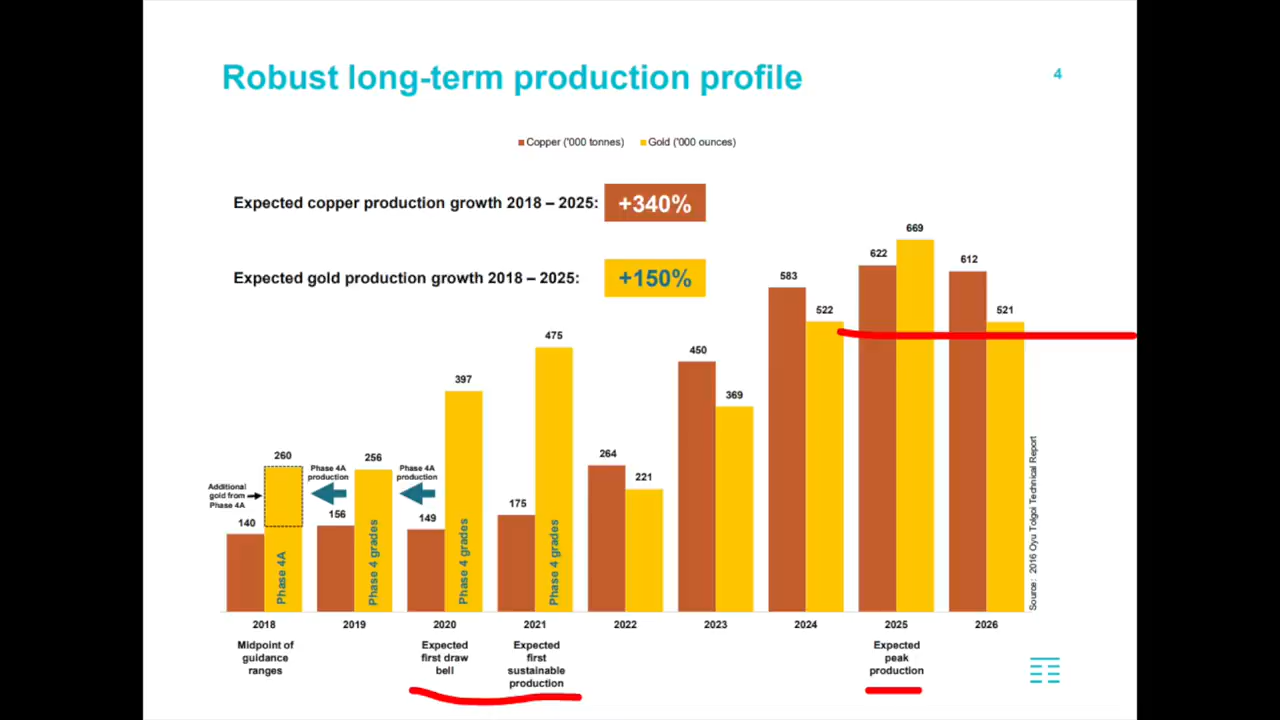 Robust long-term production profile
4
Copper ('000 tonnes) Gold ('000 ounces)
Expected copper production growth 2018 – 2025: +340%
Expected gold production growth 2018 – 2025: +150%
669
622
612
583
522
521
475
450
397
369
260
256
264
221
Phase 4A
production
Phase 4A
production
Additional
gold from
Phase 4A
140
156
149
175
Phase 4A
Phase 4 grades
Phase 4 grades
Phase 4 grades
Source: 2016 Oyu Tolgoi Technical Report
2018 2019 2020 2021 2022 2023 2024 2025 2026
Midpoint of
guidance
ranges
Expected
first draw
bell
Expected
first
sustainable
production
Expected
peak
production